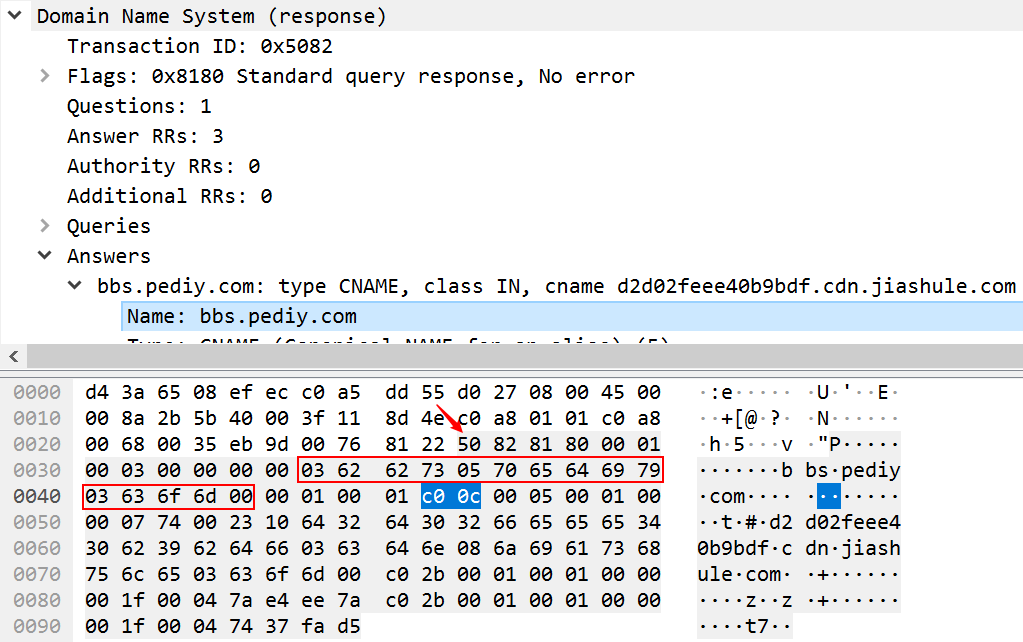 Domain Name System (response)
Transaction ID: 0x5082
Flags: 0x8180 Standard query response, No error
Questions: 1
Answer RRs: 3
Authority RRs: 0
Additional RRs: 0
Queries
Answers
bbs.pediy.com: type CNAME, class IN, cname d2d02feee40b9bdf.cdn.jiashule.com
Name: bbs.pediy.com
Type: CNAME (Canonical NAME for an alias) (5)
0000 d4 3a 65 08 ef ec c0 a5 dd 55 d0 27 08 00 45 00 ·:e····· ·U·'··E·
0010 00 8a 2b 5b 40 00 3f 11 8d 4e c0 a8 01 01 c0 a8 ··+[@·?· ·N······
0020 00 68 00 35 eb 9d 00 76 81 22 50 82 81 80 00 01 ·h·5···v ·"P·····
0030 00 03 00 00 00 00 03 62 62 73 05 70 65 64 69 79 ·······b bs·pediy
0040 03 63 6f 6d 00 00 01 00 01 c0 0c 00 05 00 01 00 ·com···· ········
0050 00 07 74 00 23 10 64 32 64 30 32 66 65 65 65 34 ··t·#·d2 d02feee4
0060 30 62 39 62 64 66 03 63 64 6e 08 6a 69 61 73 68 0b9bdf·c dn·jiash
0070 75 6c 65 03 63 6f 6d 00 c0 2b 00 01 00 01 00 00 ule·com· ·+······
0080 00 1f 00 04 7a e4 ee 7a c0 2b 00 01 00 01 00 00 ····z··z ·+······
0090 00 1f 00 04 74 37 fa d5 ····t7··